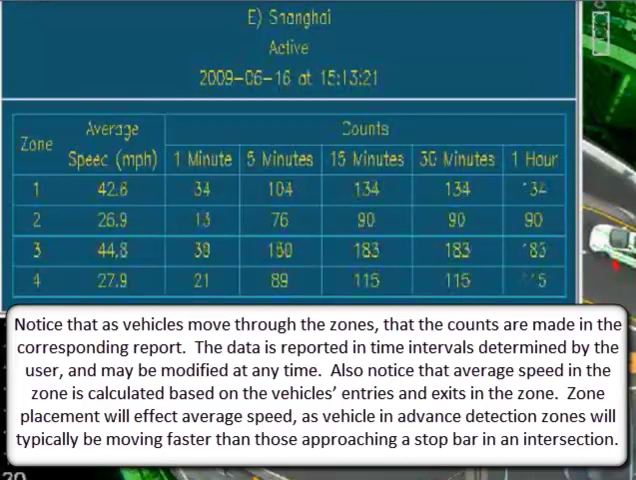 E) Shanghai
Active
2009-06-16 at 15:13:21
Zone Average Speed (mph) Counts
1 Minute 5 Minutes 15 Minutes 30 Minutes 1 Hour
1 42.6 34 104 134 134 134
2 26.9 13 76 90 90 90
3 44.8 39 150 183 183 183
4 27.9 21 89 115 115 115
Notice that as vehicles move through the zones, that the counts are made in the
corresponding report. The data is reported in time intervals determined by the
user, and may be modified at any time. Also notice that average speed in the
zone is calculated based on the vehicles' entries and exits in the zone. Zone
placement will effect average speed, as vehicle in advance detection zones will
typically be moving faster than those approaching a stop bar in an intersection.
20